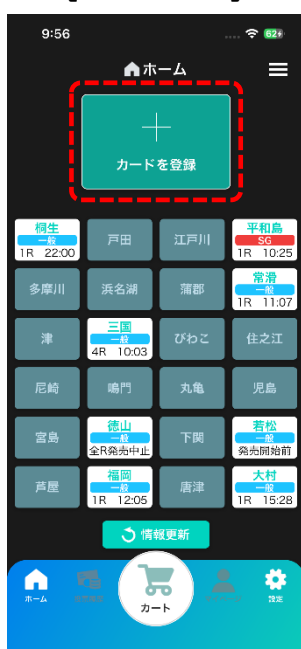 9:56
62
ホーム
カードを登録
桐生
一般
1R 22:00
戸田
江戸川
平和島
SG
1R 10:25
多摩川
浜名湖
蒲郡
常滑
一般
1R 11:07
津
三国
一般
4R 10:03
びわこ
住之江
尼崎
鳴門
丸亀
児島
宮島
徳山
一般
全R発売中止
下関
若松
一般
発売開始前
芦屋
福岡
一般
1R 12:05
唐津
大村
一般
1R 15:28
情報更新
ホーム
カート
設定